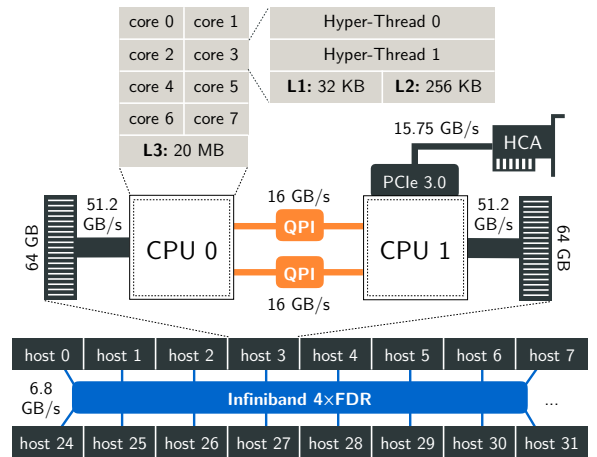 core 0 core 1
core 2 core 3
core 4 core 5
core 6 core 7
L3: 20 MB
Hyper-Thread 0
Hyper-Thread 1
L1: 32 KB L2: 256 KB
15.75 GB/s
HCA
PCIe 3.0
64 GB
51.2
GB/s
CPU 0
16 GB/s
QPI
QPI
16 GB/s
CPU 1
51.2
GB/s
64 GB
host 0 host 1 host 2 host 3 host 4 host 5 host 6 host 7
6.8
GB/s
Infiniband 4×FDR
...
host 24 host 25 host 26 host 27 host 28 host 29 host 30 host 31